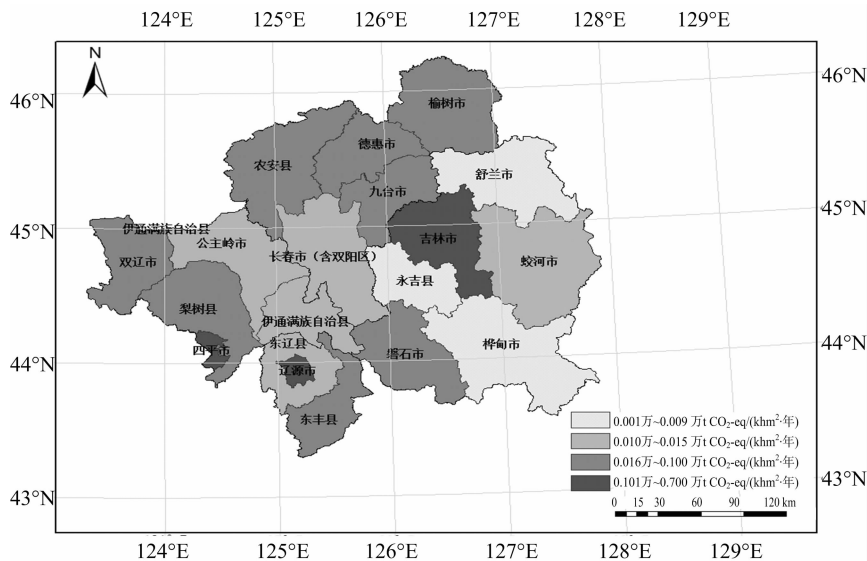 124°E 125°E 126°E 127°E 128°E 129°E
N
46°N 46°N
榆树市
德惠市
农安县
九台市
舒兰市
45°N 45°N
伊通满族自治县
公主岭市
吉林市
双辽市
长春市（含双阳区）
蛟河市
永吉县
梨树县
伊通满族自治县
四平市
东辽县
磐石市
桦甸市
44°N 44°N
辽源市
东丰县
0.001万~0.009 万t CO₂-eq/(khm²·年)
0.010万~0.015 万t CO₂-eq/(khm²·年)
0.016万~0.100 万t CO₂-eq/(khm²·年)
0.101万~0.700 万t CO₂-eq/(khm²·年)
43°N 43°N
0 15 30 60 90 120 km
124°E 125°E 126°E 127°E 128°E 129°E